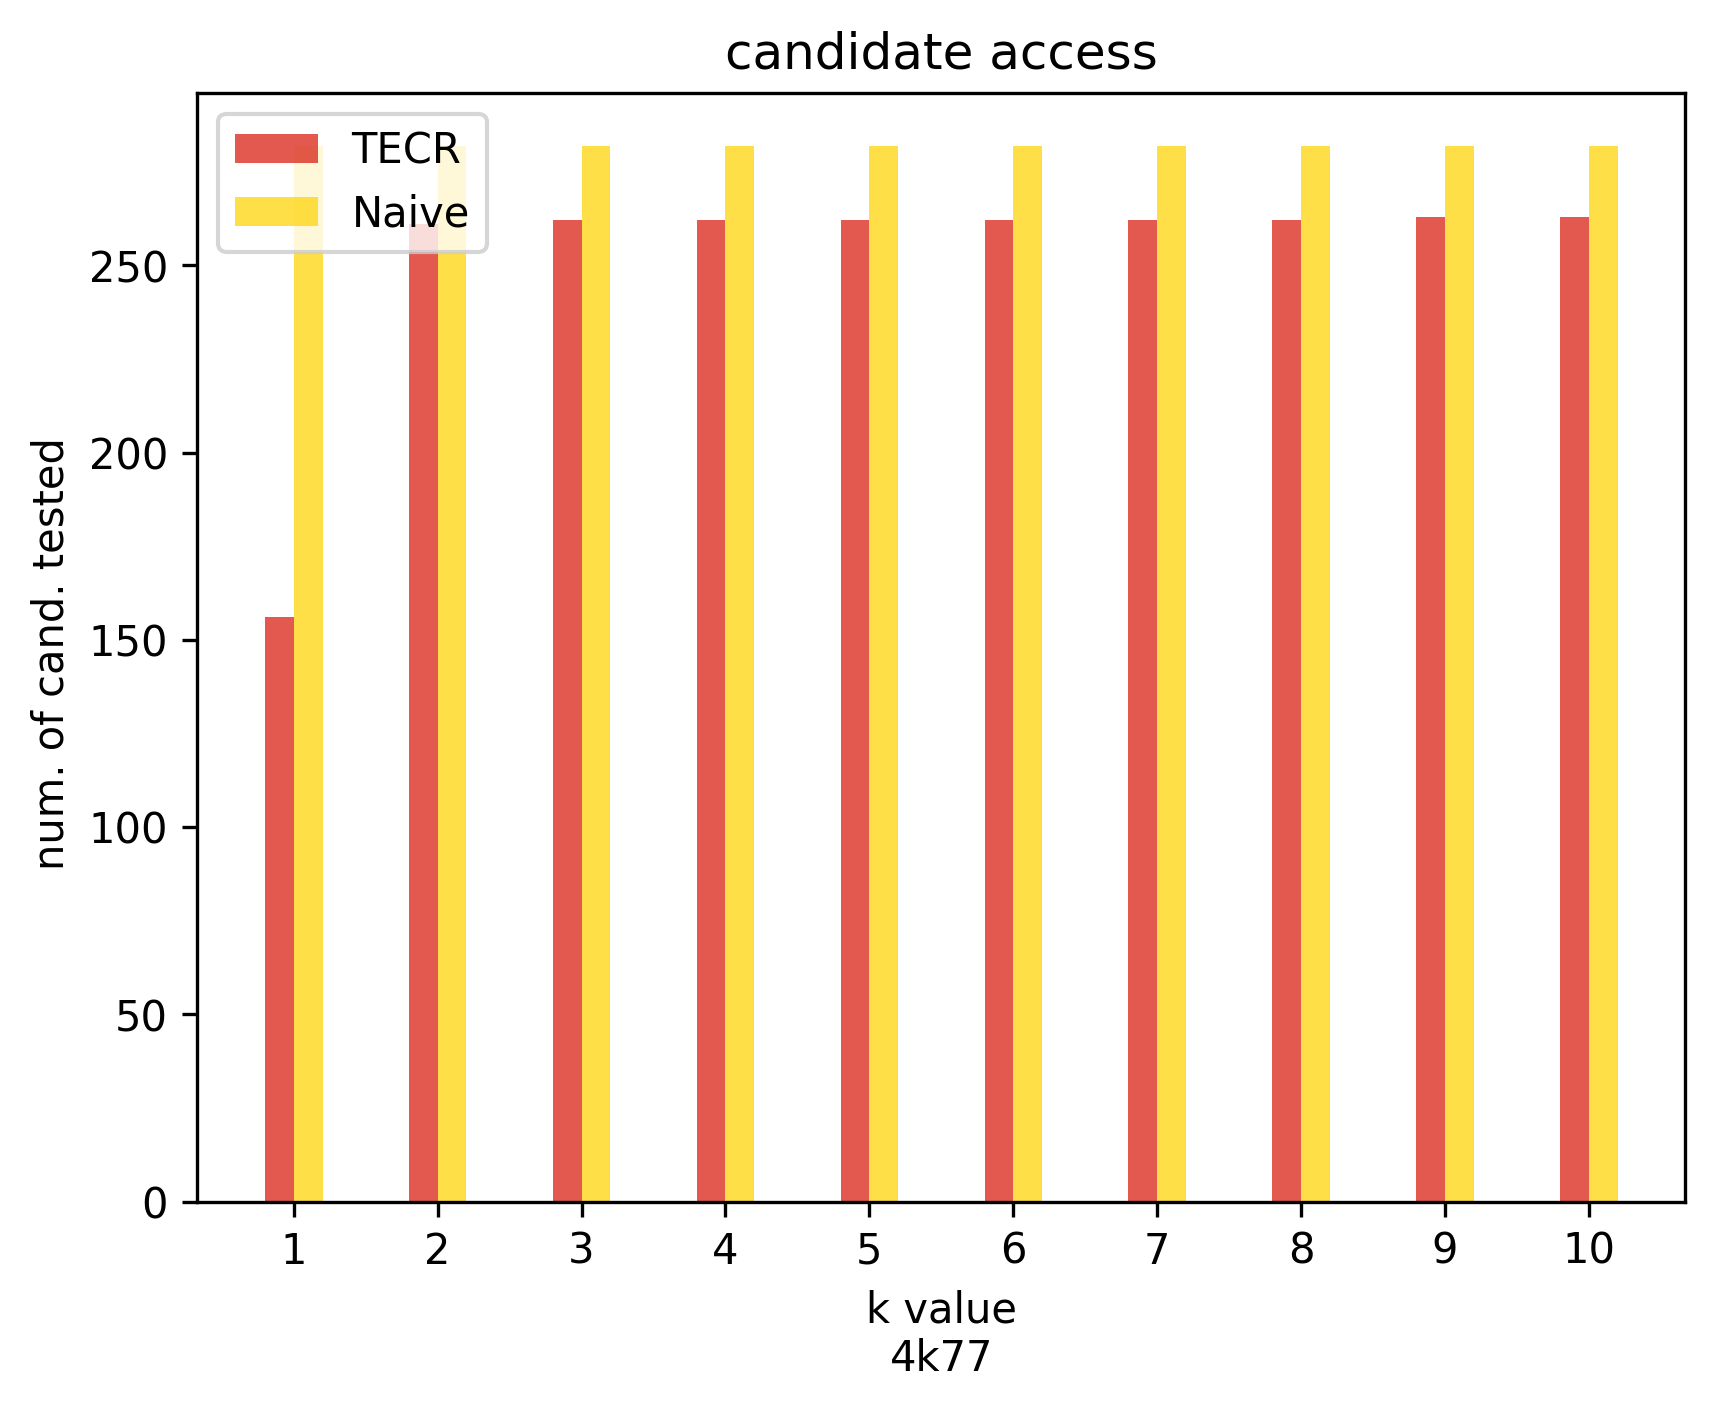 candidate access
TECR
Naive
250
200
150
100
50
0
num. of cand. tested
1 2 3 4 5 6 7 8 9 10
k value
4k77